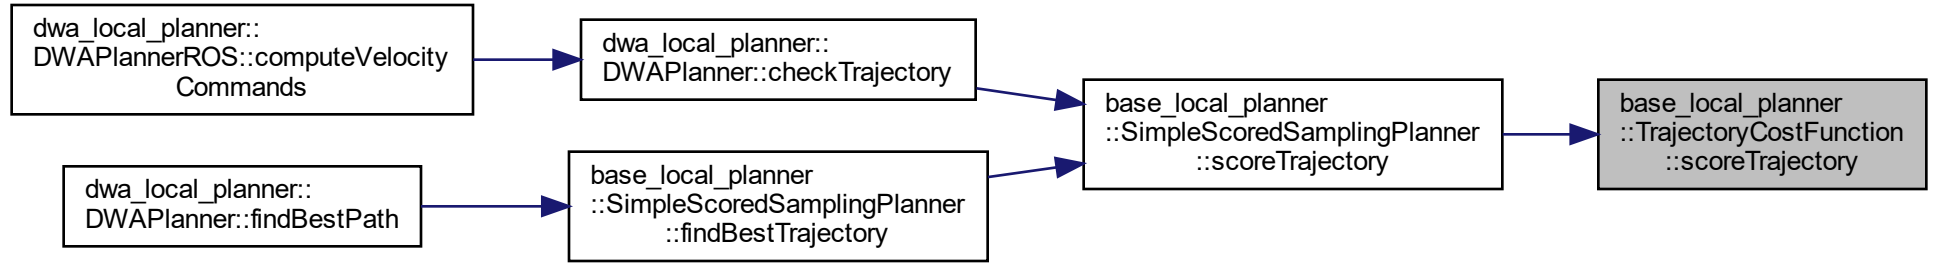 dwa_local_planner::
DWAPlannerROS::computeVelocity
Commands
dwa_local_planner::
DWAPlanner::checkTrajectory
base_local_planner
::SimpleScoredSamplingPlanner
::scoreTrajectory
base_local_planner
::TrajectoryCostFunction
::scoreTrajectory
dwa_local_planner::
DWAPlanner::findBestPath
base_local_planner
::SimpleScoredSamplingPlanner
::findBestTrajectory